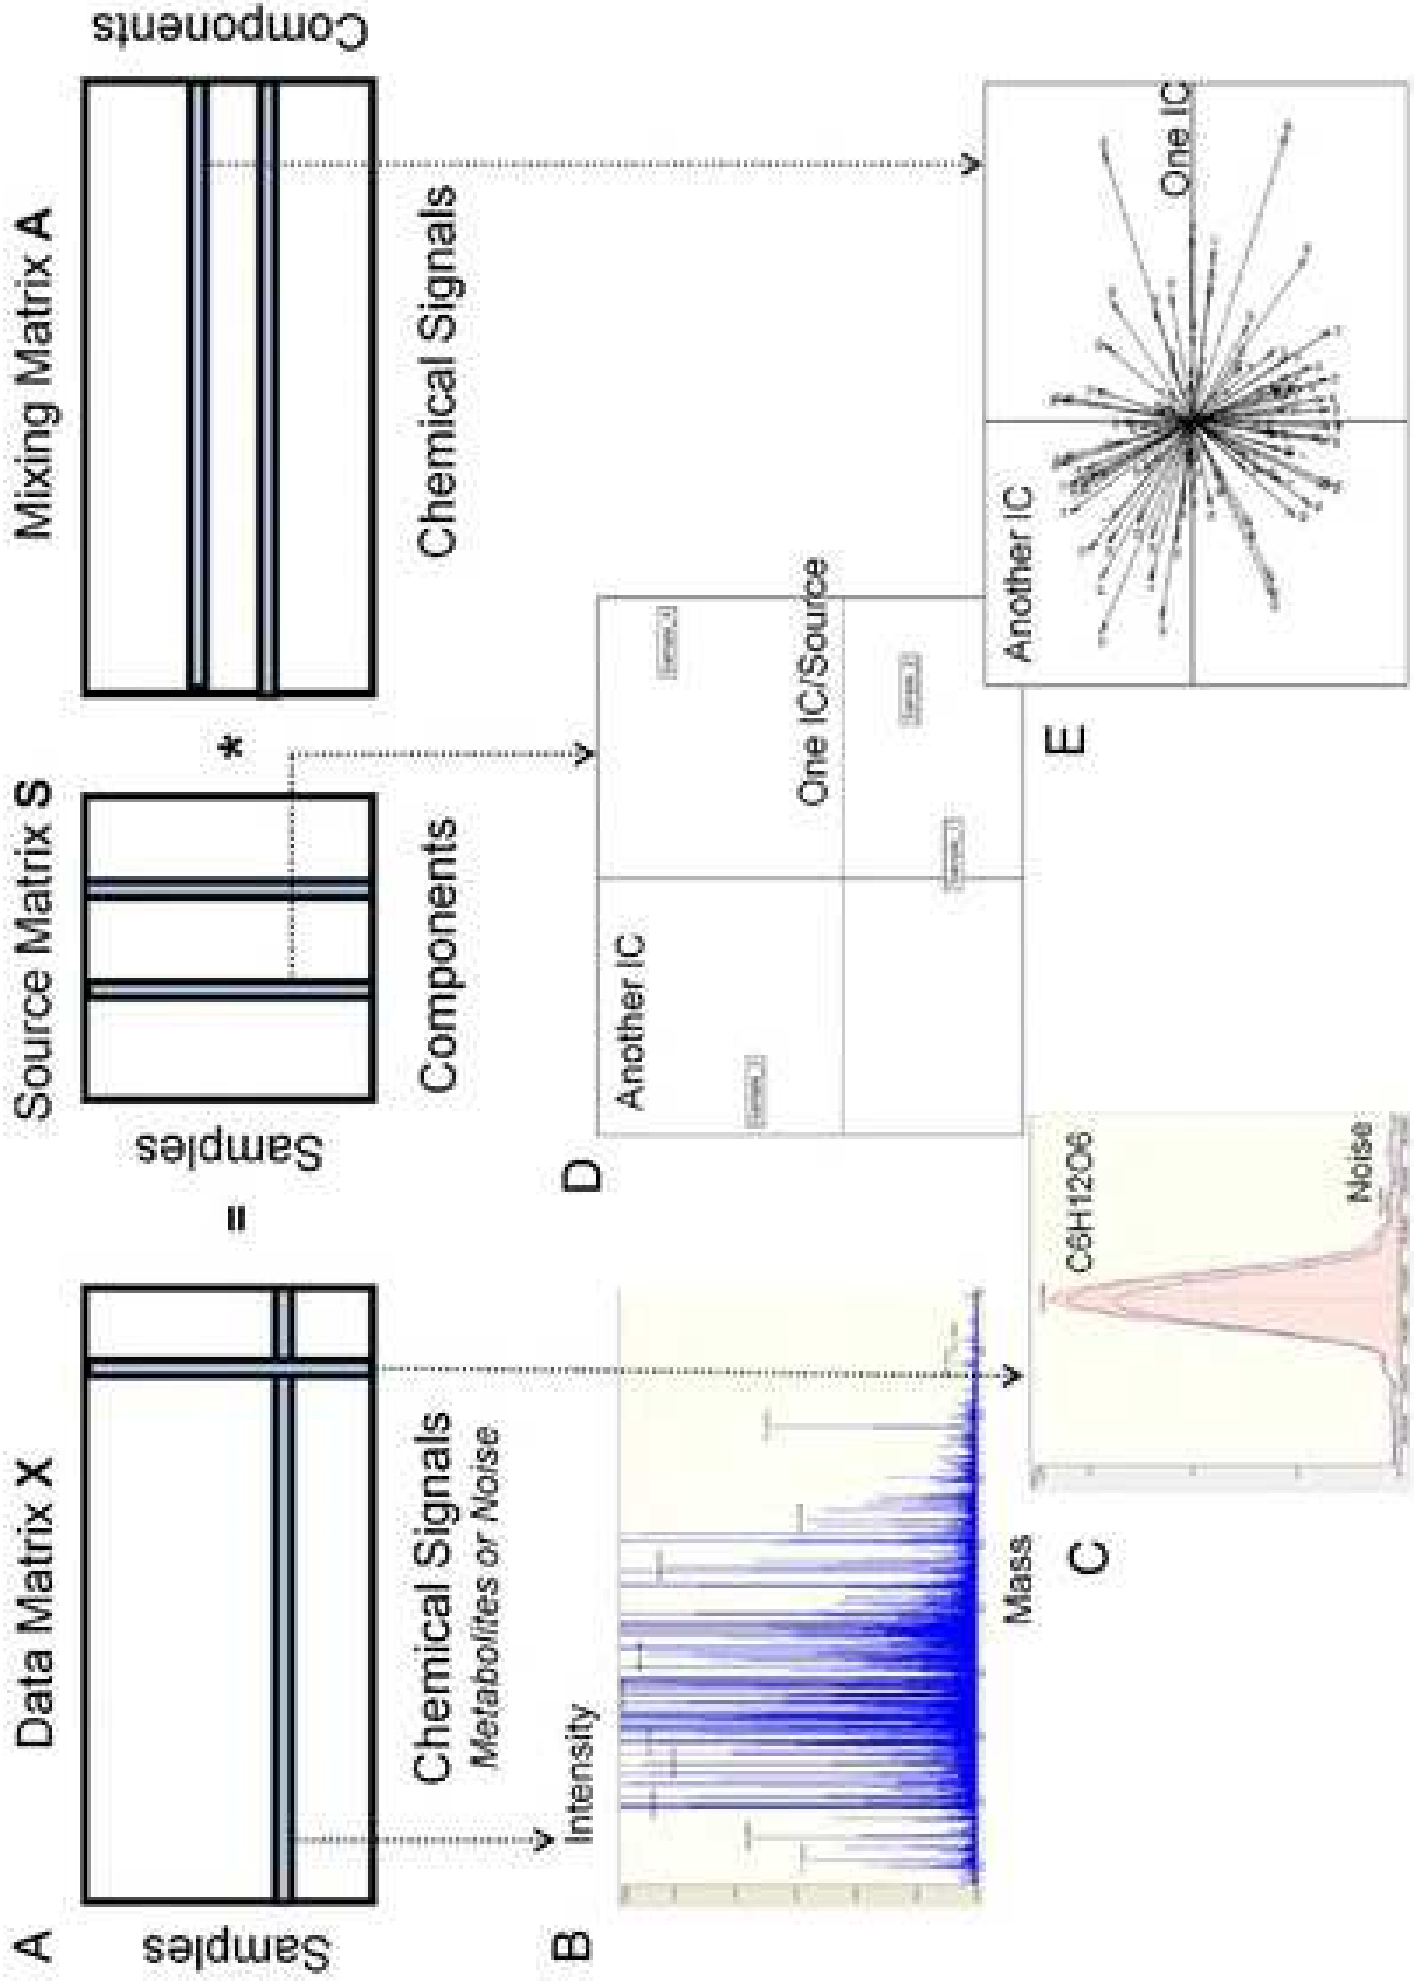 A
Data Matrix X
Source Matrix S
Mixing Matrix A
Samples
=
Samples
*
Components
Chemical Signals
Metabolites or Noise
Components
Chemical Signals
B
Intensity
Mass
C
C6H12O6
Noise
D
Another IC
One IC/Source
E
Another IC
One IC